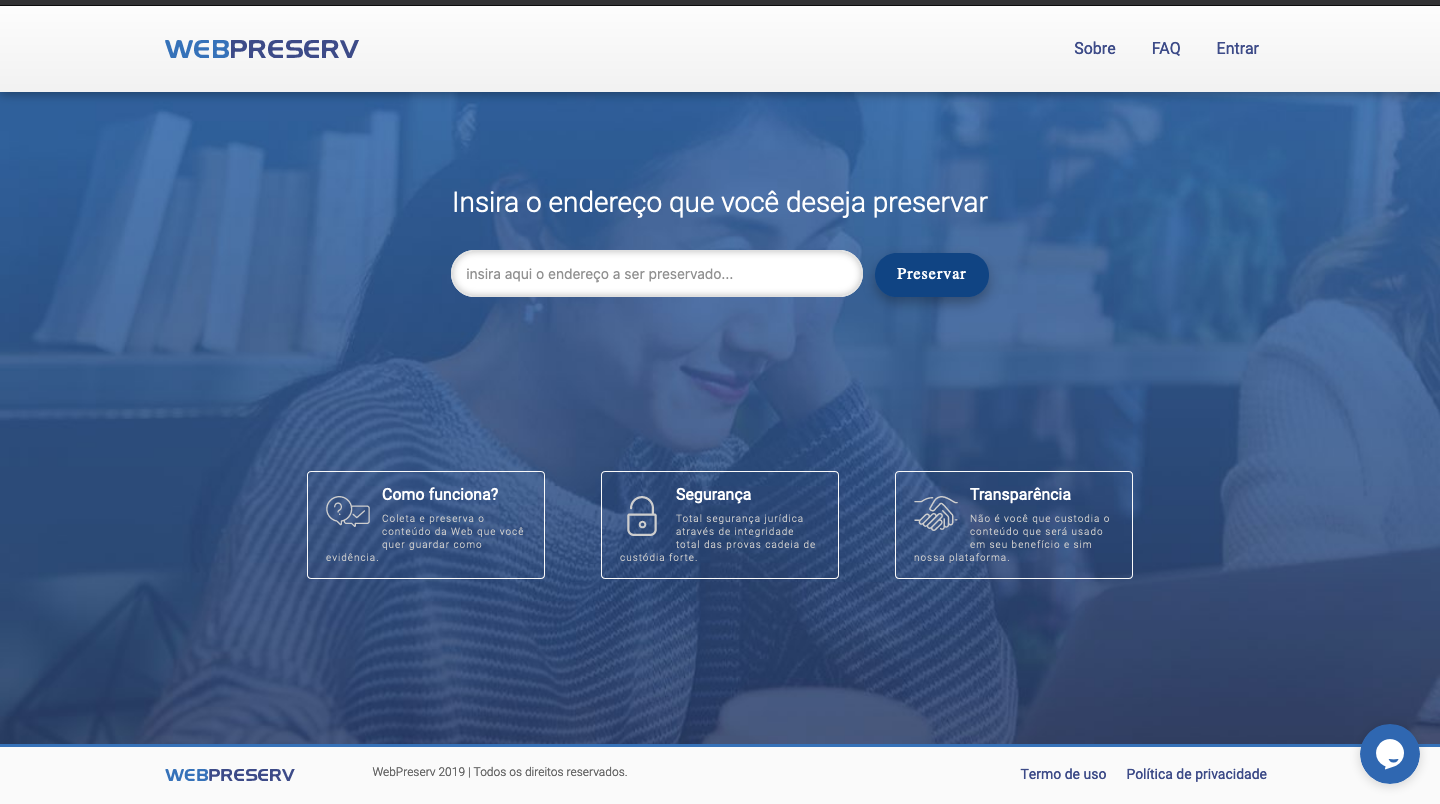 WEBPRESERV
Sobre FAQ Entrar
Insira o endereço que você deseja preservar
insira aqui o endereço a ser preservado...
Preservar
Como funciona?
Coleta e preserva o
conteúdo da Web que você
quer guardar como
evidência.
Segurança
Total segurança jurídica
através de integridade
total das provas cadeia de
custódia forte.
Transparência
Não é você que custodia o
conteúdo que será usado
em seu benefício e sim
nossa plataforma.
WEBPRESERV
WebPreserv 2019 | Todos os direitos reservados.
Termo de uso Política de privacidade